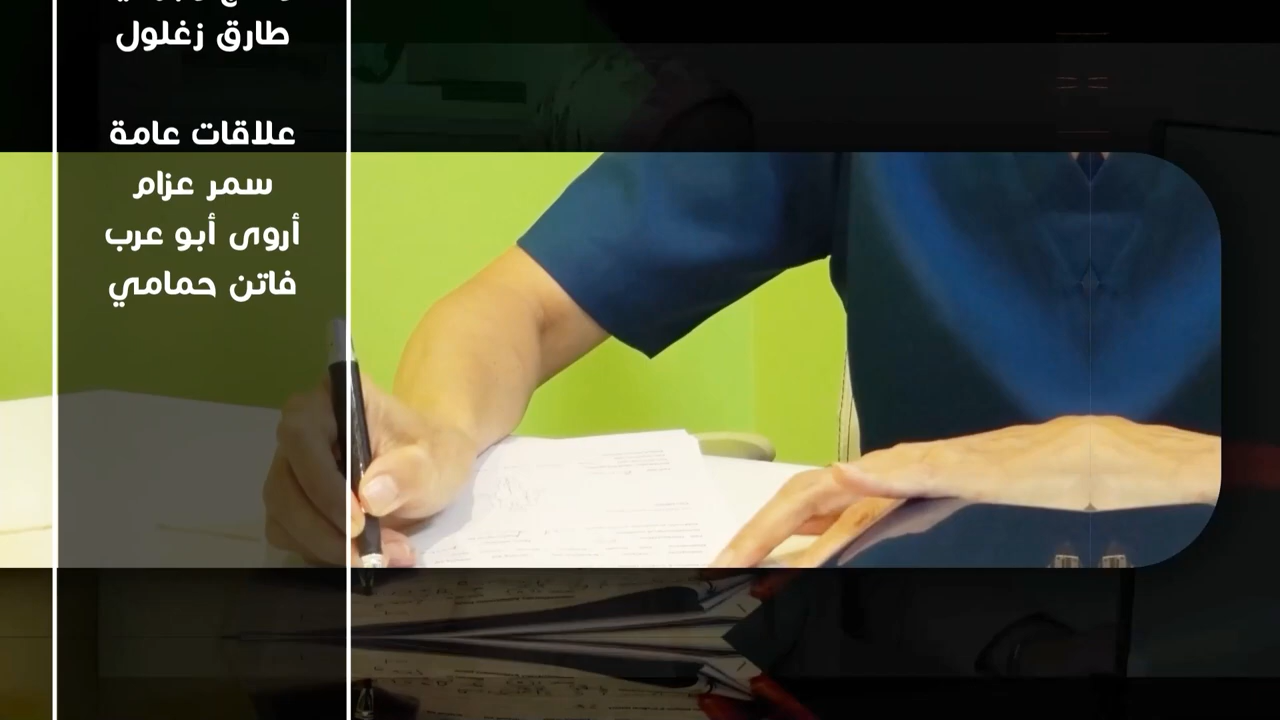 طارق زغلول
علاقات عامة
سمر عزام
أروى أبو عرب
فاتن حمامي